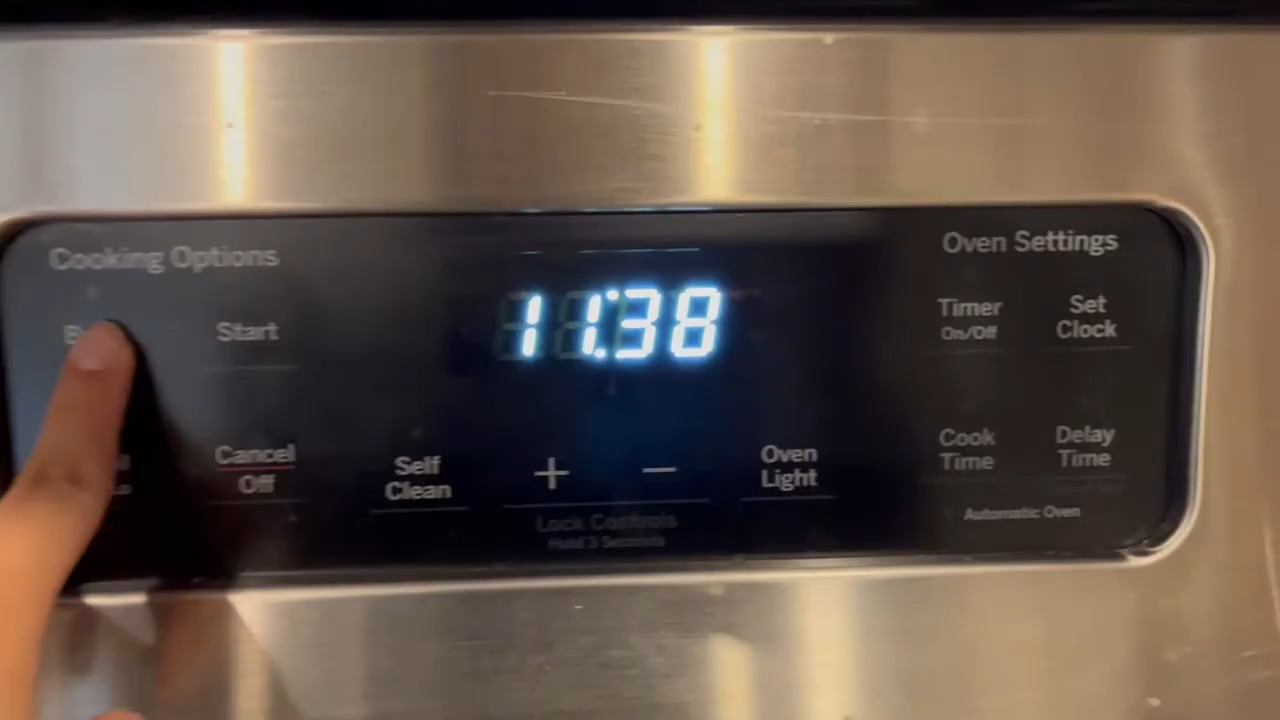 Cooking Options
Start
Cancel
Off
Self
Clean
11:38
+ −
Lock Controls
Hold 3 Seconds
Oven
Light
Oven Settings
Timer
On/Off
Set
Clock
Cook
Time
Delay
Time
Automatic Oven